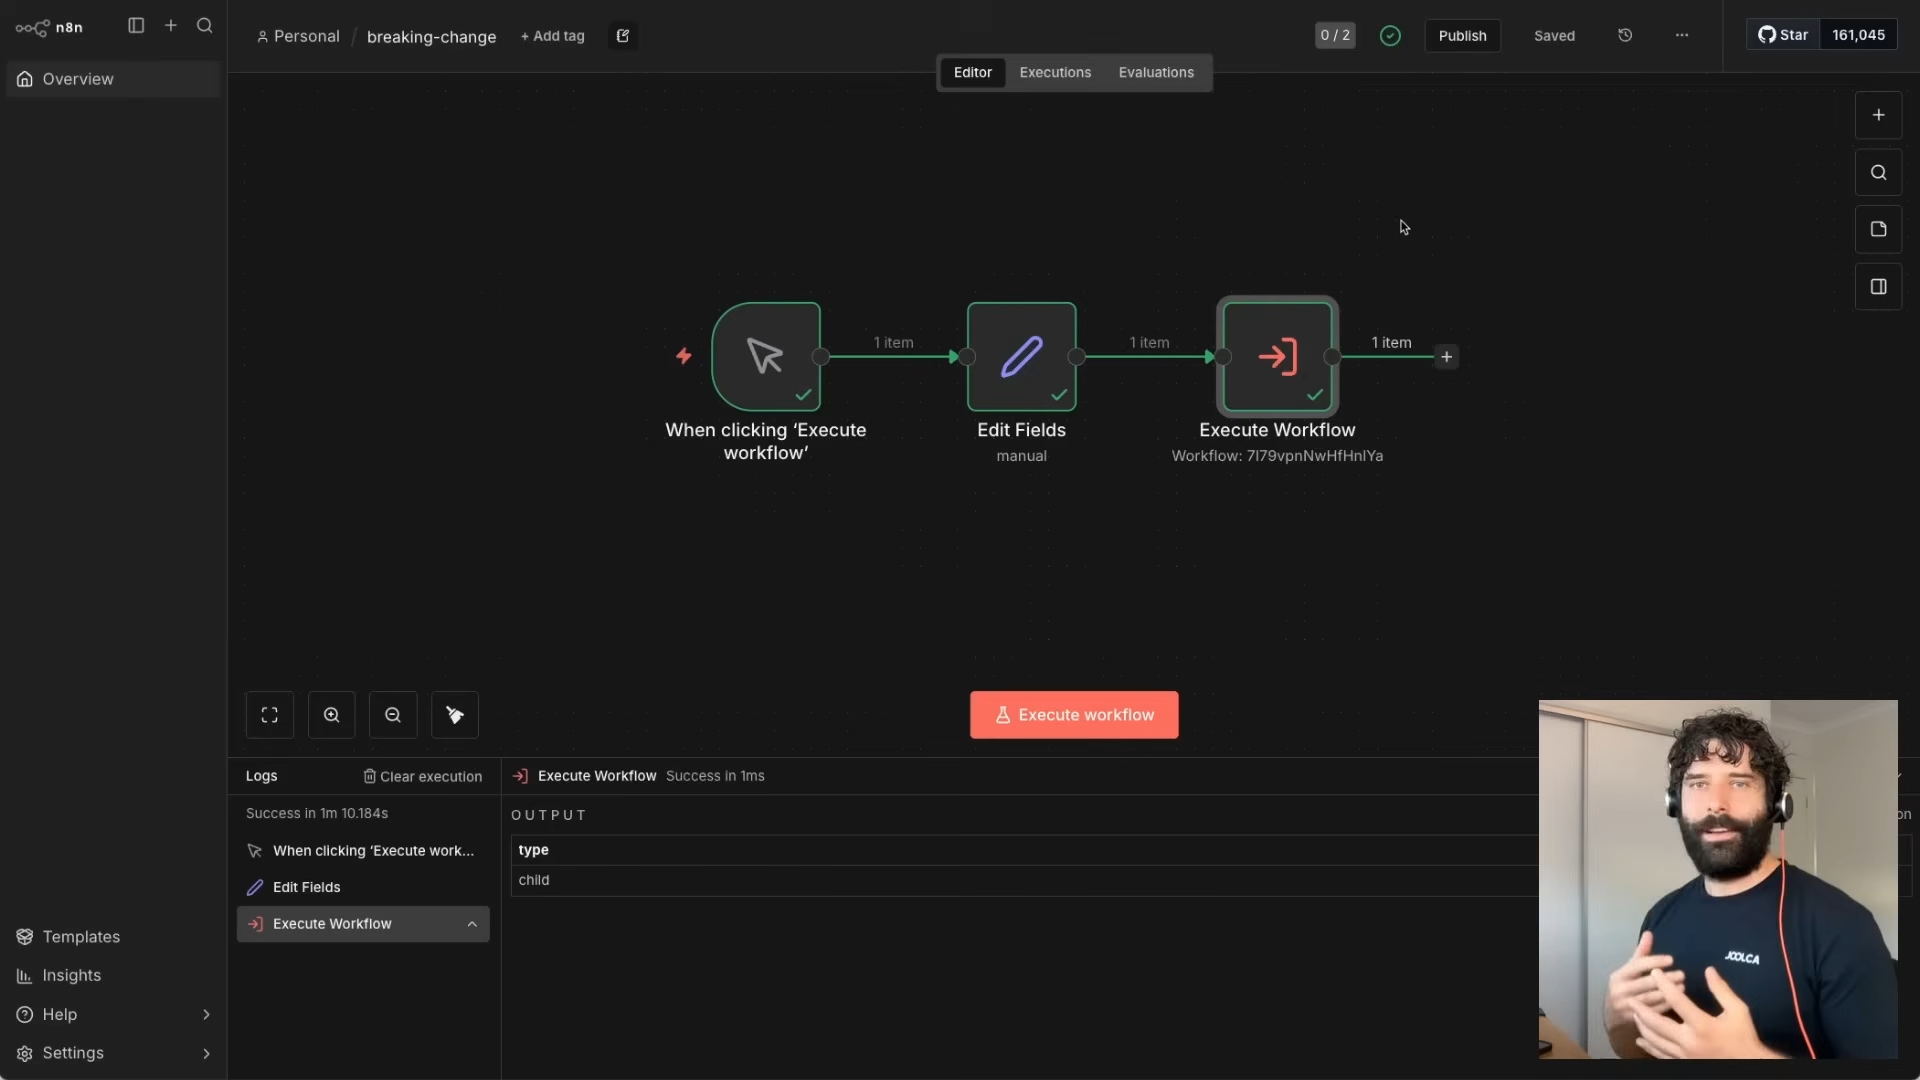 n8n
Personal / breaking-change + Add tag
0 / 2
Publish
Saved
Star 161,045
Overview
Editor Executions Evaluations
1 item
1 item
1 item
When clicking ‘Execute
workflow’
Edit Fields
manual
Execute Workflow
Workflow: 7I79vpnNwHfHnIYa
Execute workflow
Logs
Clear execution
Success in 1m 10.184s
When clicking ‘Execute work...
Edit Fields
Execute Workflow
Execute Workflow Success in 1ms
OUTPUT
type
child
Templates
Insights
Help
Settings
JOOLCA